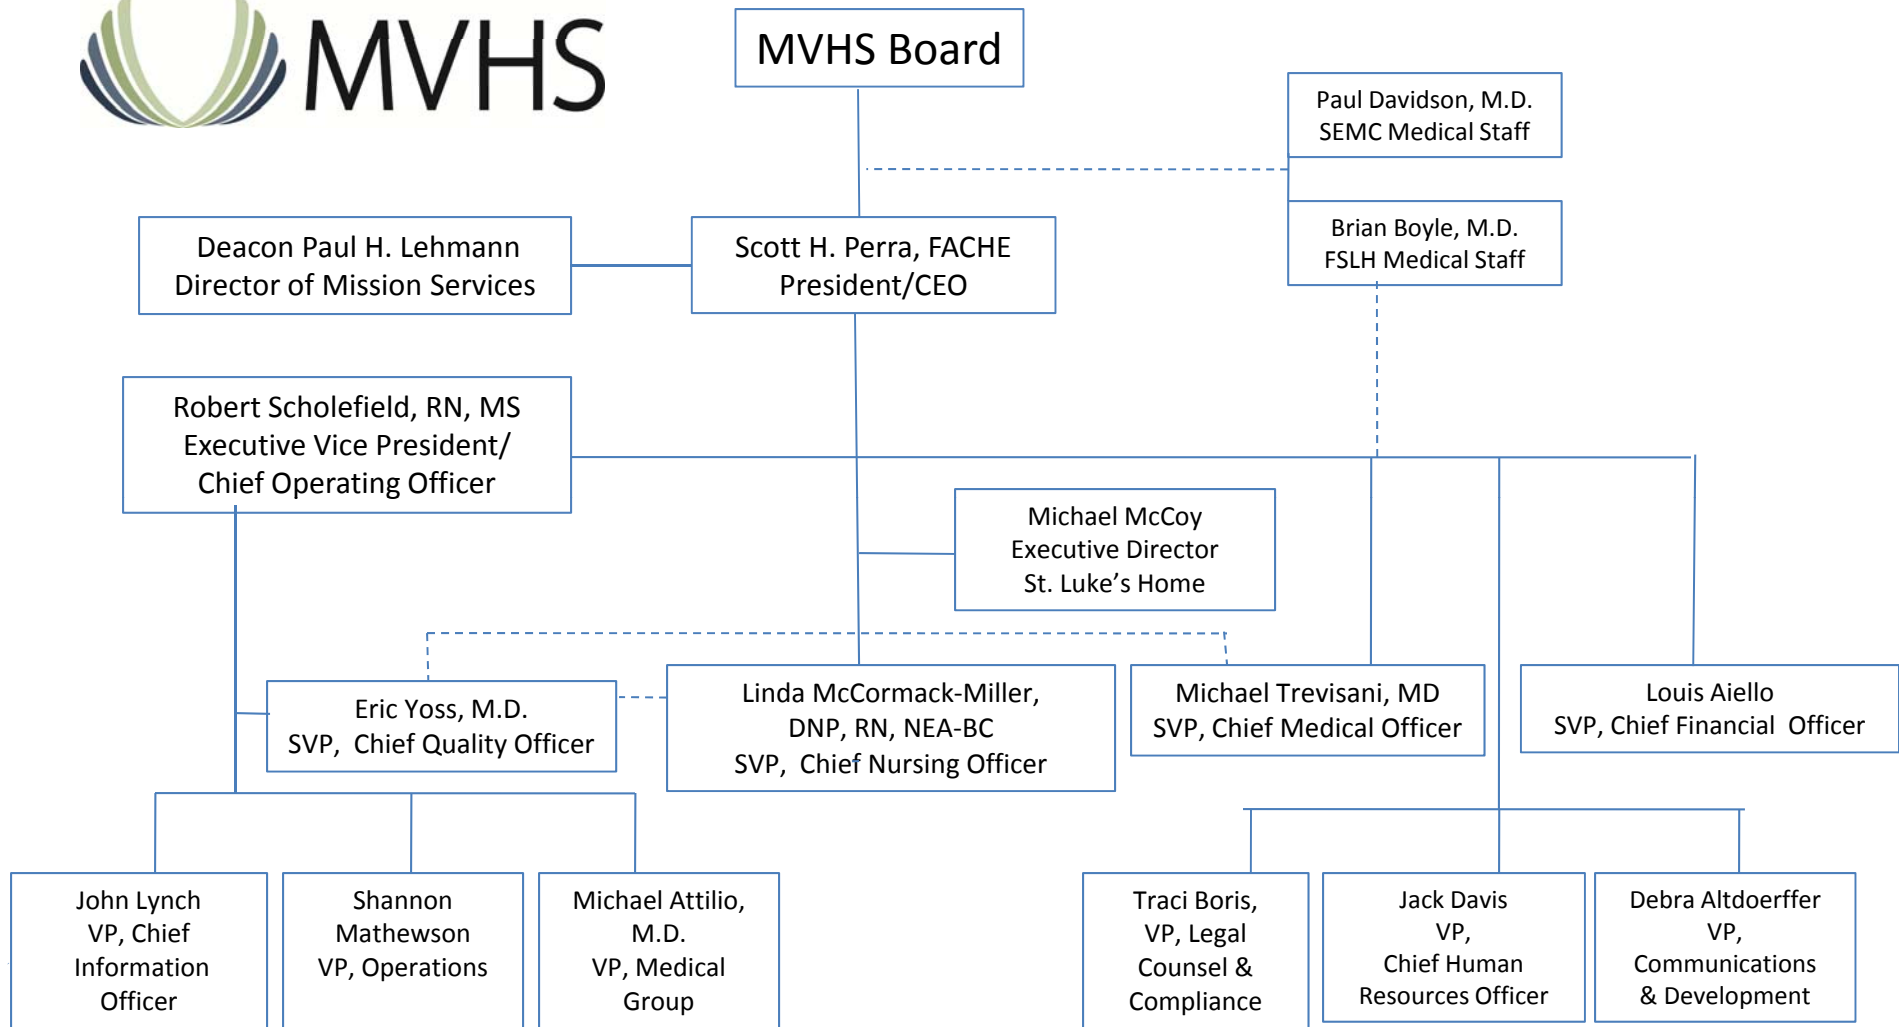 MVHS
MVHS Board
Paul Davidson, M.D.
SEMC Medical Staff
Brian Boyle, M.D.
FSLH Medical Staff
Deacon Paul H. Lehmann
Director of Mission Services
Scott H. Perra, FACHE
President/CEO
Robert Scholefield, RN, MS
Executive Vice President/
Chief Operating Officer
Michael McCoy
Executive Director
St. Luke’s Home
Eric Yoss, M.D.
SVP, Chief Quality Officer
Linda McCormack-Miller,
DNP, RN, NEA-BC
SVP, Chief Nursing Officer
Michael Trevisani, MD
SVP, Chief Medical Officer
Louis Aiello
SVP, Chief Financial Officer
John Lynch
VP, Chief
Information
Officer
Shannon
Mathewson
VP, Operations
Michael Attilio,
M.D.
VP, Medical
Group
Traci Boris,
VP, Legal
Counsel &
Compliance
Jack Davis
VP,
Chief Human
Resources Officer
Debra Altdoerffer
VP,
Communications
& Development